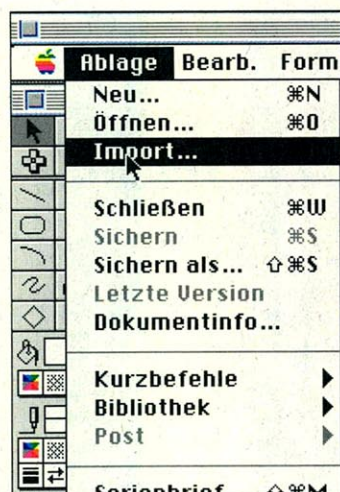 Ablage Bearb. Form
Neu... ⌘N
Öffnen... ⌘O
Import...
Schließen ⌘W
Sichern ⌘S
Sichern als... ⇧⌘S
Letzte Version
Dokumentinfo...
Kurzbefehle
Bibliothek
Post
Serienbrief ⇧⌘M